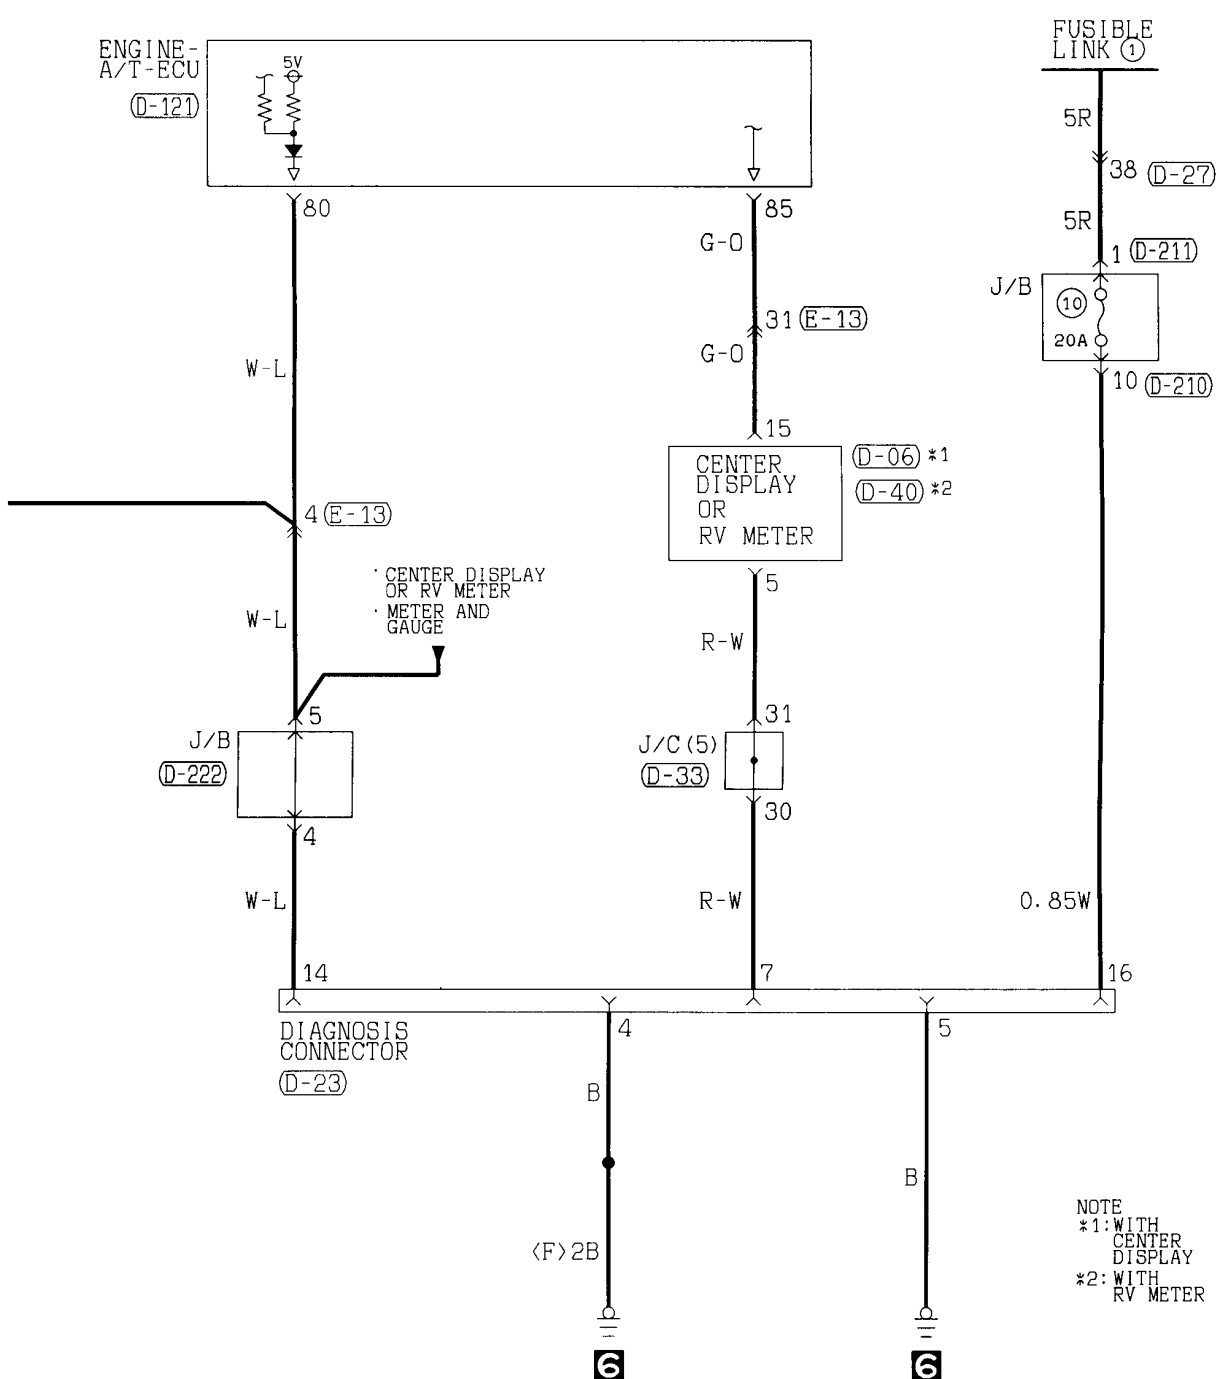 ENGINE-
A/T-ECU
(D-121)
5V
FUSIBLE
LINK ①
5R
38 (D-27)
5R
1 (D-211)
J/B
10
20A
10 (D-210)
80
85
G-O
31 (E-13)
G-O
W-L
15
CENTER
DISPLAY
OR
RV METER
(D-06) *1
(D-40) *2
4 (E-13)
5
· CENTER DISPLAY
OR RV METER
· METER AND
GAUGE
W-L
R-W
5
31
J/B
(D-222)
J/C(5)
(D-33)
4
30
W-L
R-W
0.85W
14
7
16
DIAGNOSIS
CONNECTOR
(D-23)
4
5
B
B
<F>2B
NOTE
*1:WITH
CENTER
DISPLAY
*2:WITH
RV METER
6
6